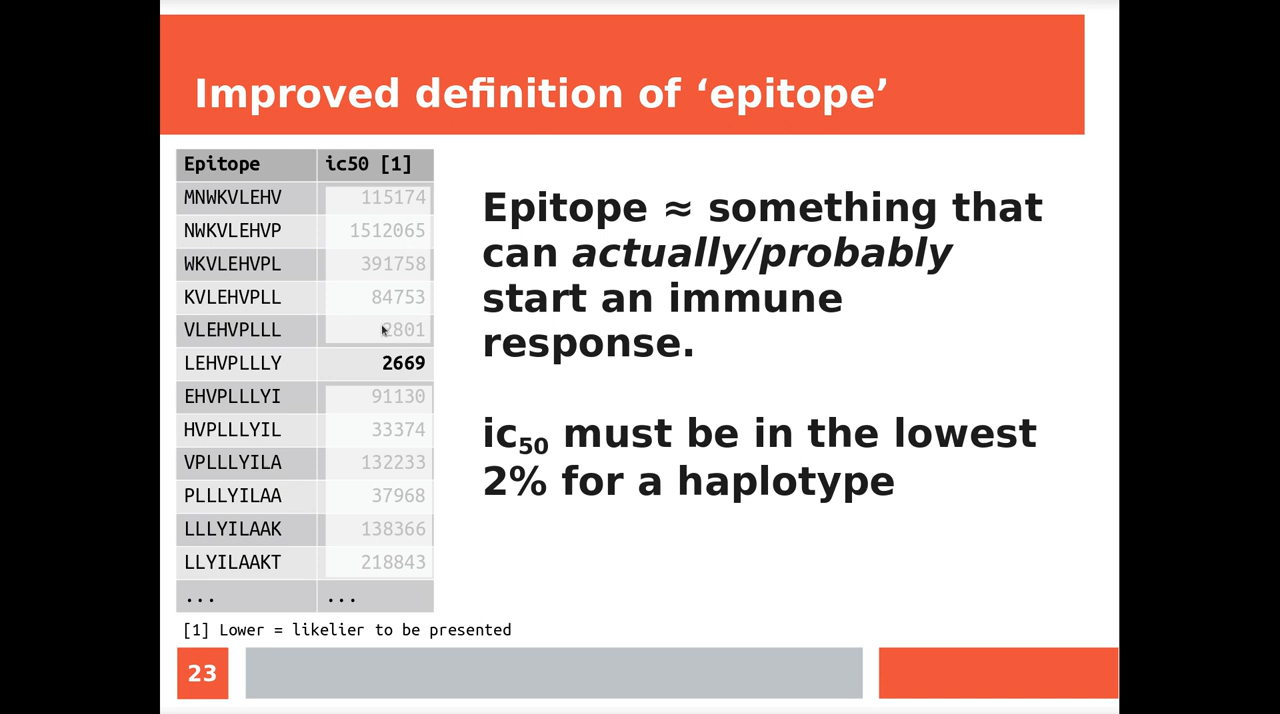 Improved definition of ‘epitope’
Epitope ic50 [1]
MNWKVLEHV 115174
NWKVLEHVP 1512065
WKVLEHVPL 391758
KVLEHVPLL 84753
VLEHVPLLL 2801
LEHVPLLLY 2669
EHVPLLLYI 91130
HVPLLLYIL 33374
VPLLLYILA 132233
PLLLYILAA 37968
LLLYILAAK 138366
LLYILAAKT 218843
... ...
[1] Lower = likelier to be presented
Epitope ≈ something that
can actually/probably
start an immune
response.
ic50 must be in the lowest
2% for a haplotype
23